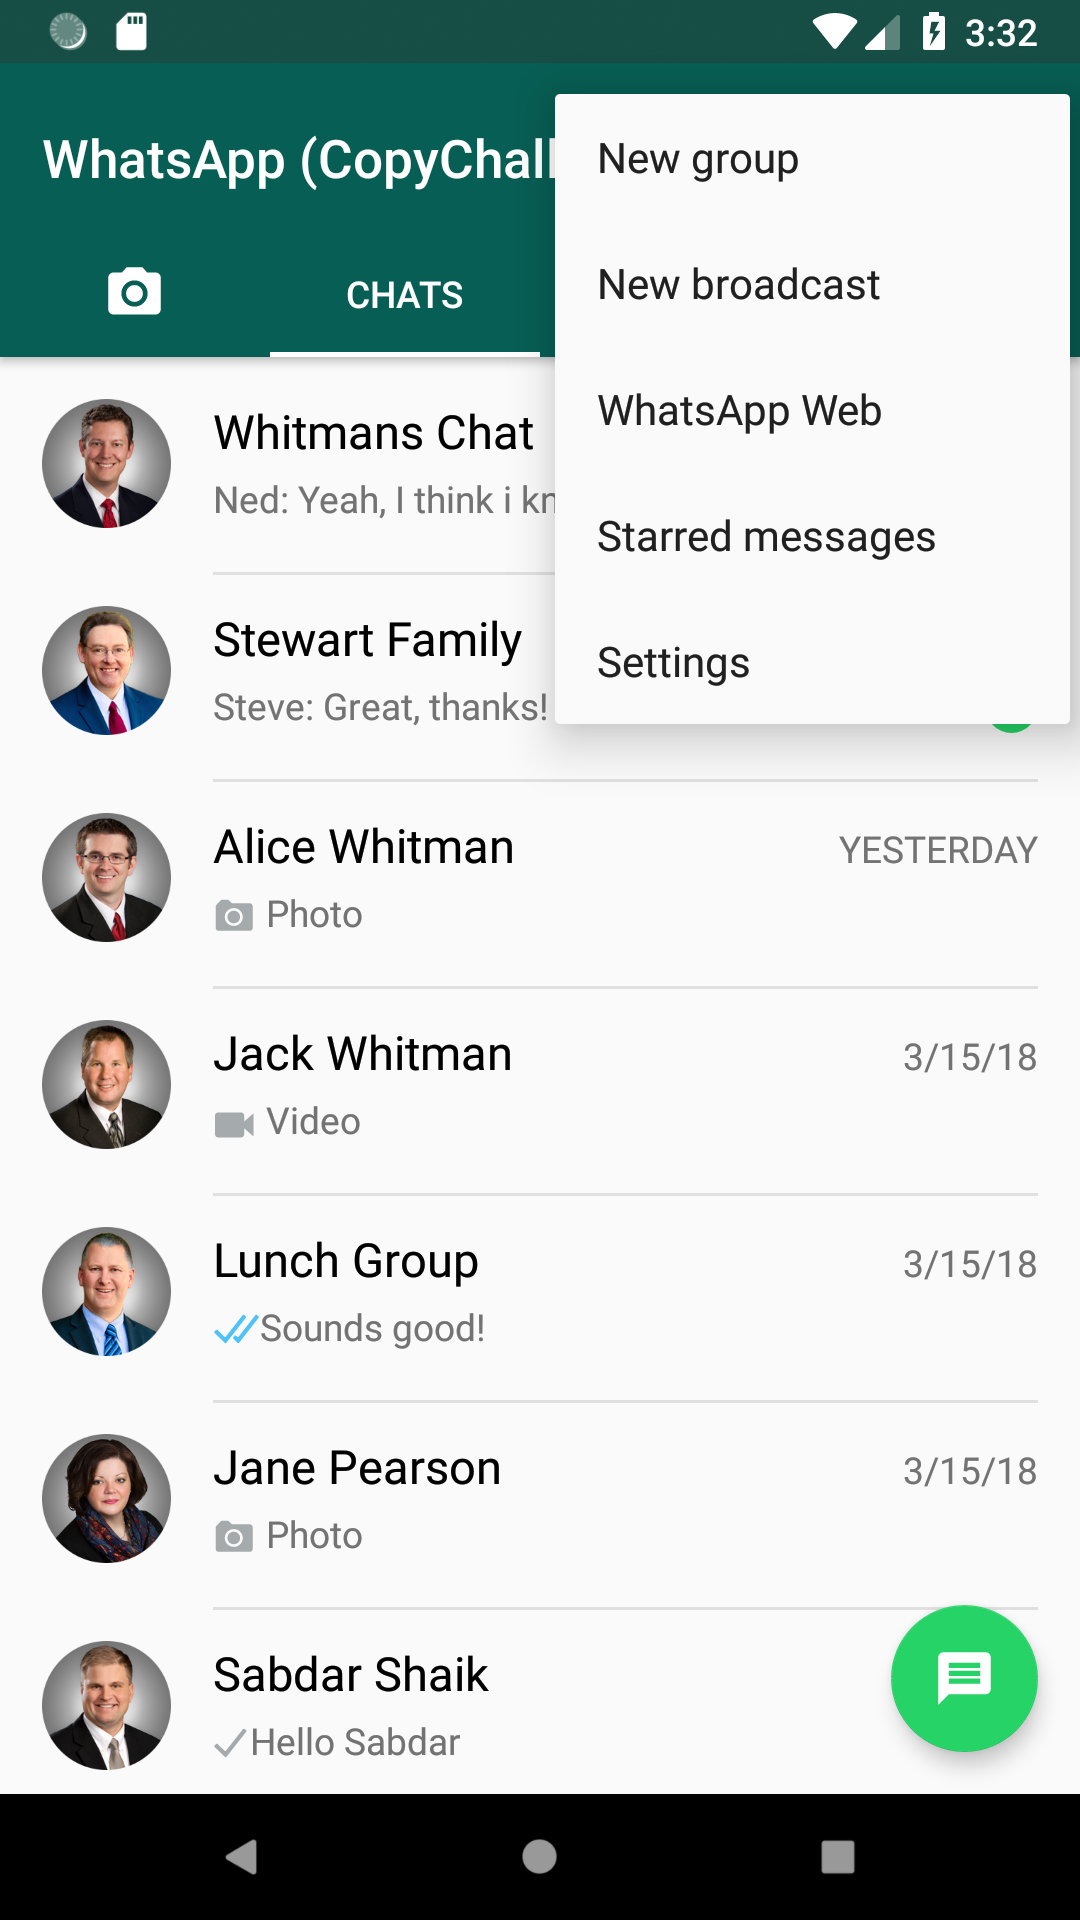 3:32
WhatsApp (CopyChall
New group
New broadcast
WhatsApp Web
Starred messages
Settings
CHATS
Whitmans Chat
Ned: Yeah, I think i kn
Stewart Family
Steve: Great, thanks!
Alice Whitman
YESTERDAY
Photo
Jack Whitman
3/15/18
Video
Lunch Group
3/15/18
Sounds good!
Jane Pearson
3/15/18
Photo
Sabdar Shaik
Hello Sabdar